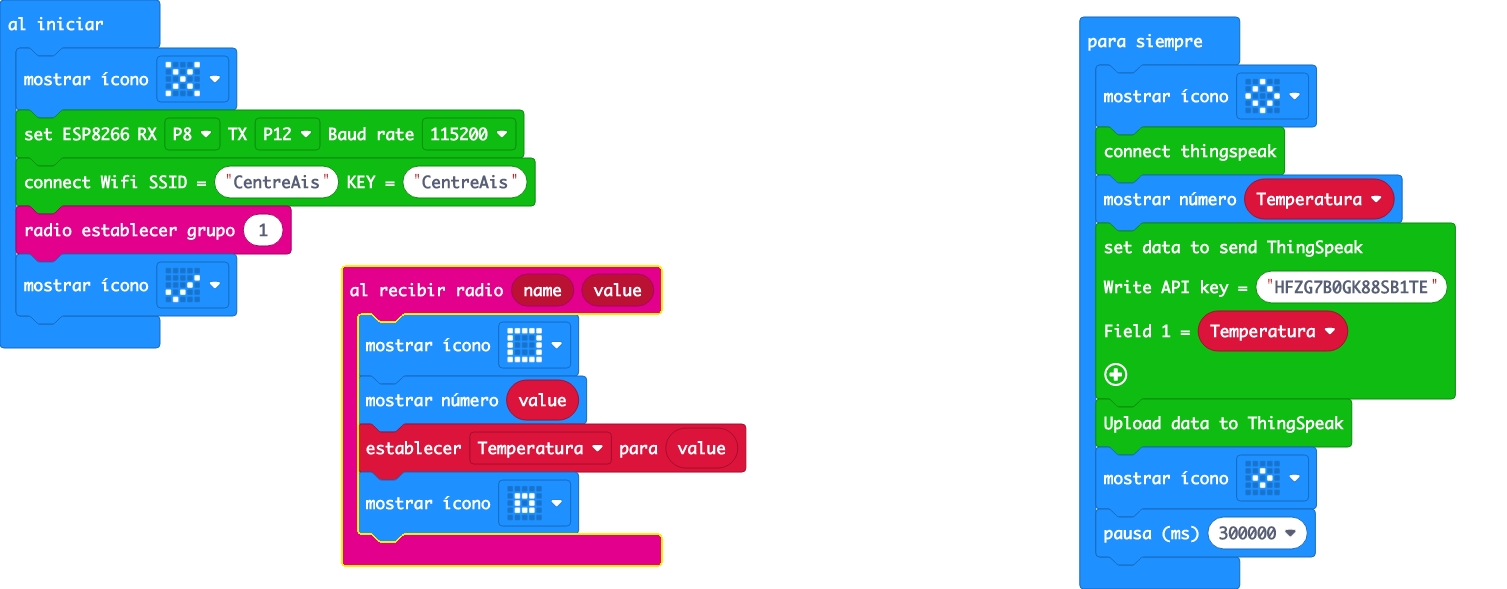 al iniciar
mostrar ícono
set ESP8266 RX P8 TX P12 Baud rate 115200
connect Wifi SSID = "CentreAis" KEY = "CentreAis"
radio establecer grupo 1
mostrar ícono
al recibir radio name value
mostrar ícono
mostrar número value
establecer Temperatura para value
mostrar ícono
para siempre
mostrar ícono
connect thingspeak
mostrar número Temperatura
set data to send ThingSpeak
Write API key = "HFZG7B0GK88SB1TE"
Field 1 = Temperatura
Upload data to ThingSpeak
mostrar ícono
pausa (ms) 300000